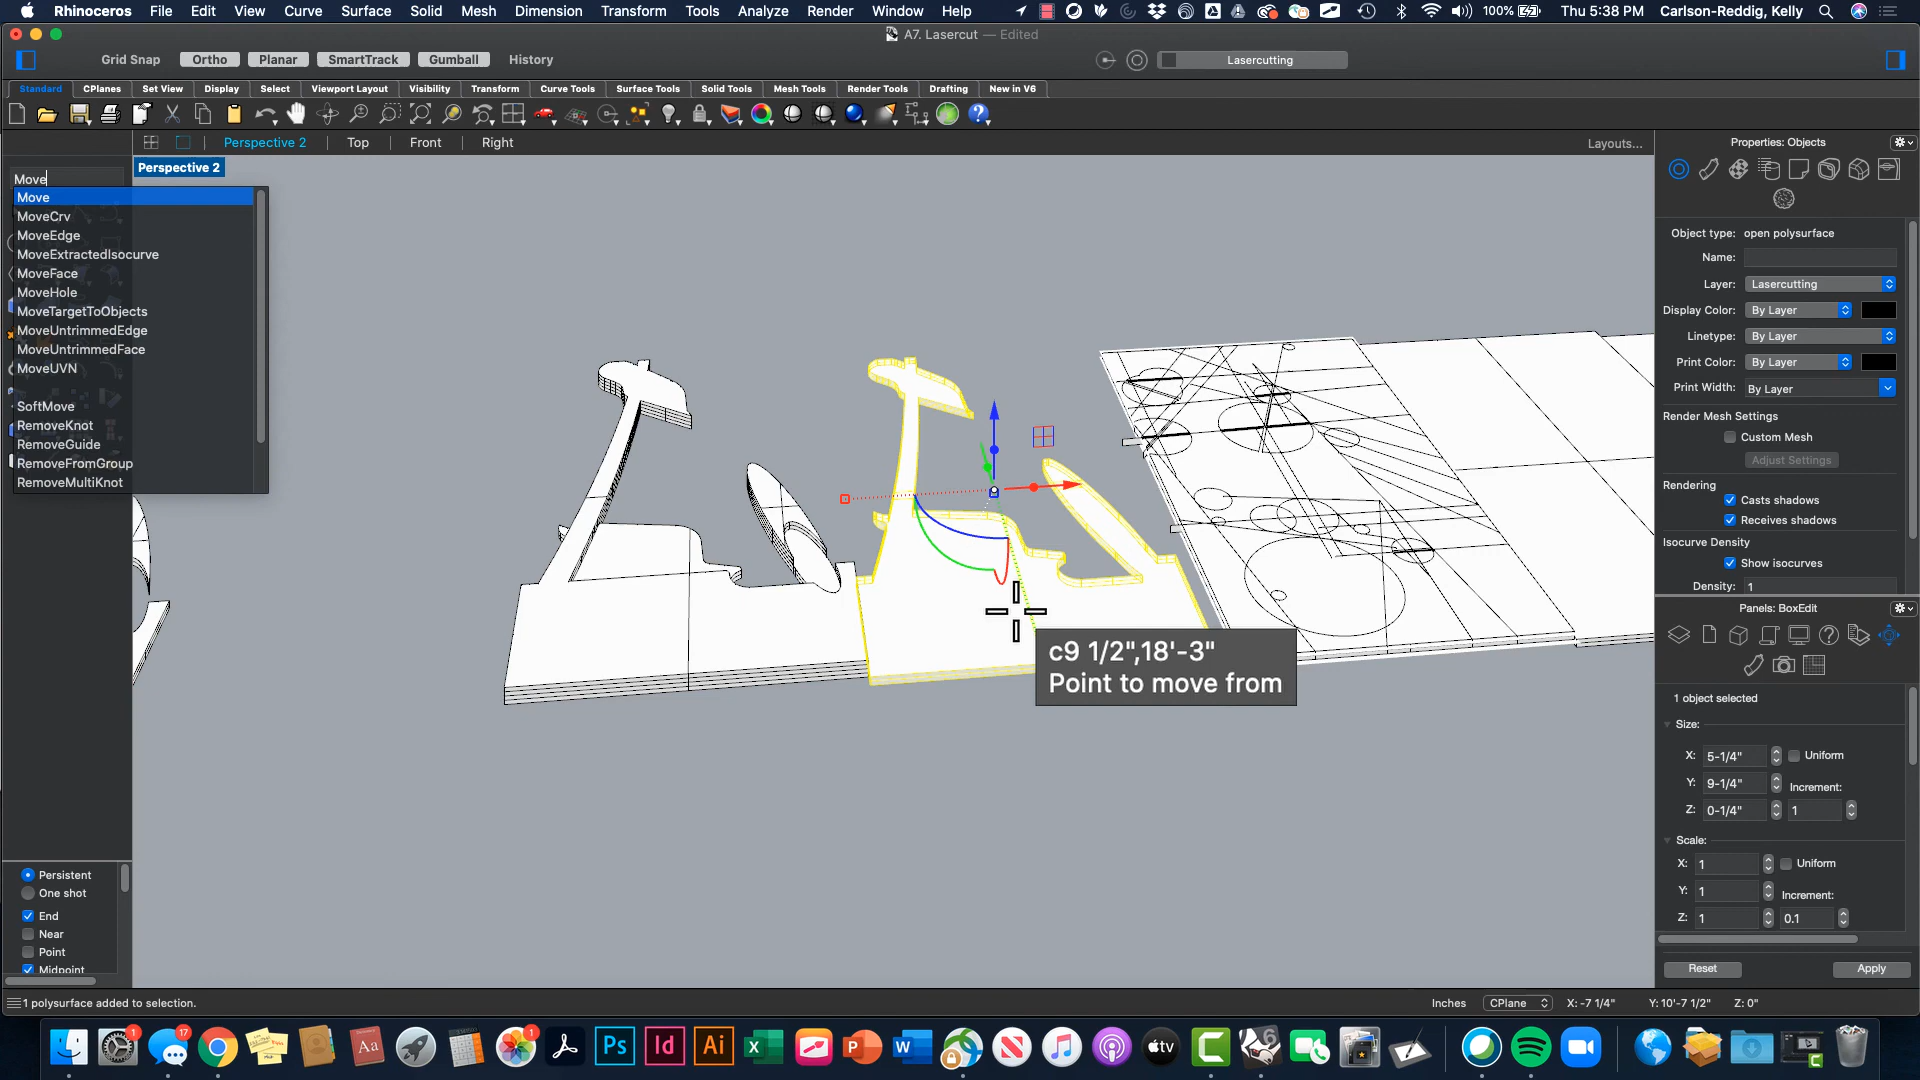 Rhinoceros File Edit View Curve Surface Solid Mesh Dimension Transform Tools Analyze Render Window Help 100% Thu 5:38 PM Carlson-Reddig, Kelly
A7. Lasercut — Edited
Grid Snap Ortho Planar SmartTrack Gumball History Lasercutting
Standard CPlanes Set View Display Select Viewport Layout Visibility Transform Curve Tools Surface Tools Solid Tools Mesh Tools Render Tools Drafting New in V6
Perspective 2 Top Front Right Layouts...
Properties: Objects
Perspective 2
Move
Move
MoveCrv
MoveEdge
MoveExtractedIsocurve
MoveFace
MoveHole
MoveTargetToObjects
MoveUntrimmedEdge
MoveUntrimmedFace
MoveUVN
SoftMove
RemoveKnot
RemoveGuide
RemoveFromGroup
RemoveMultiKnot
c9 1/2",18'-3"
Point to move from
Object type: open polysurface
Name:
Layer: Lasercutting
Display Color: By Layer
Linetype: By Layer
Print Color: By Layer
Print Width: By Layer
Render Mesh Settings
Custom Mesh
Adjust Settings
Rendering
Casts shadows
Receives shadows
Isocurve Density
Show isocurves
Density: 1
Panels: BoxEdit
1 object selected
Size:
X: 5-1/4" Uniform
Y: 9-1/4" Increment:
Z: 0-1/4" 1
Scale:
X: 1 Uniform
Y: 1 Increment:
Z: 1 0.1
Reset Apply
Persistent
One shot
End
Near
Point
Midpoint
1 polysurface added to selection.
Inches CPlane X: -7 1/4" Y: 10'-7 1/2" Z: 0"
1 17 Aa 1 Ps Id Ai X P W tv 6